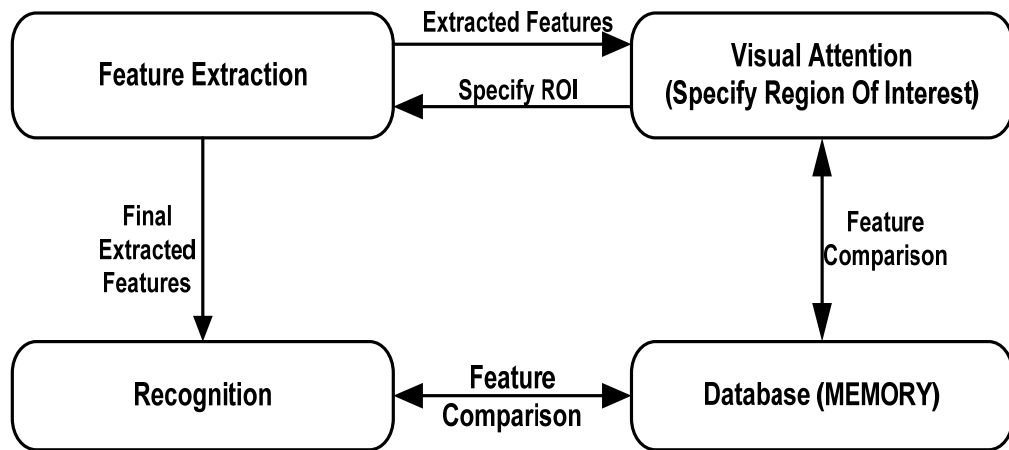 Feature Extraction
Extracted Features
Specify ROI
Visual Attention
(Specify Region Of Interest)
Final
Extracted
Features
Feature
Comparison
Recognition
Feature
Comparison
Database (MEMORY)